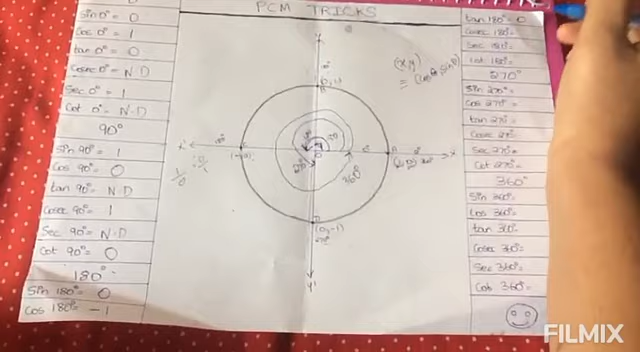 PCM TRICKS
sin 0° = 0
Cos 0° = 1
tan 0° = 0
Cosec 0° = N.D
Sec 0° = 1
Cot 0° = N.D
90°
sin 90° = 1
Cos 90° = 0
tan 90° = N.D
Cosec 90° = 1
Sec 90° = N.D
Cot 90° = 0
180°
Sin 180° = 0
Cos 180° = -1
(x,y)
= (Cosθ, Sinθ)
(0,1)
x'
x
(0,-1)
y'
360°
1/0
tan 180° = 0
Cosec 180° =
Sec 180° =
Cot 180° =
270°
Sin 270° =
Cos 270° =
tan 270° =
Cosec 270° =
Sec 270° =
Cot 270° =
360°
Sin 360° =
Cos 360° =
tan 360° =
Cosec 360° =
Sec 360° =
Cot 360° =
FILMIX